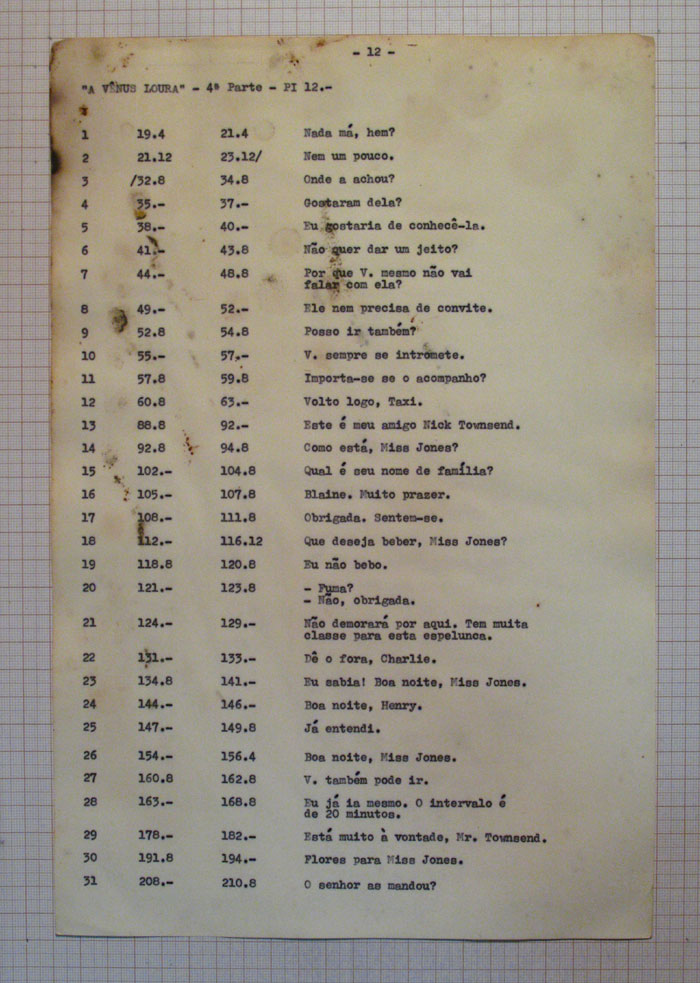 - 12 -
"A VÊNUS LOURA" - 4ª Parte - PI 12.-
1 19.4 21.4 Nada má, hem?
2 21.12 23.12/ Nem um pouco.
3 /32.8 34.8 Onde a achou?
4 35.- 37.- Gostaram dela?
5 38.- 40.- Eu gostaria de conhecê-la.
6 41.- 43.8 Não quer dar um jeito?
7 44.- 48.8 Por que V. mesmo não vai
falar com ela?
8 49.- 52.- Ele nem precisa de convite.
9 52.8 54.8 Posso ir também?
10 55.- 57.- V. sempre se intromete.
11 57.8 59.8 Importa-se se o acompanho?
12 60.8 63.- Volto logo, Taxi.
13 88.8 92.- Este é meu amigo Nick Townsend.
14 92.8 94.8 Como está, Miss Jones?
15 102.- 104.8 Qual é seu nome de família?
16 105.- 107.8 Blaine. Muito prazer.
17 108.- 111.8 Obrigada. Sentem-se.
18 112.- 116.12 Que deseja beber, Miss Jones?
19 118.8 120.8 Eu não bebo.
20 121.- 123.8 - Fuma?
- Não, obrigada.
21 124.- 129.- Não demorará por aqui. Tem muita
classe para esta espelunca.
22 131.- 133.- Dê o fora, Charlie.
23 134.8 141.- Eu sabia! Boa noite, Miss Jones.
24 144.- 146.- Boa noite, Henry.
25 147.- 149.8 Já entendi.
26 154.- 156.4 Boa noite, Miss Jones.
27 160.8 162.8 V. também pode ir.
28 163.- 168.8 Eu já ia mesmo. O intervalo é
de 20 minutos.
29 178.- 182.- Está muito à vontade, Mr. Townsend.
30 191.8 194.- Flores para Miss Jones.
31 208.- 210.8 O senhor as mandou?